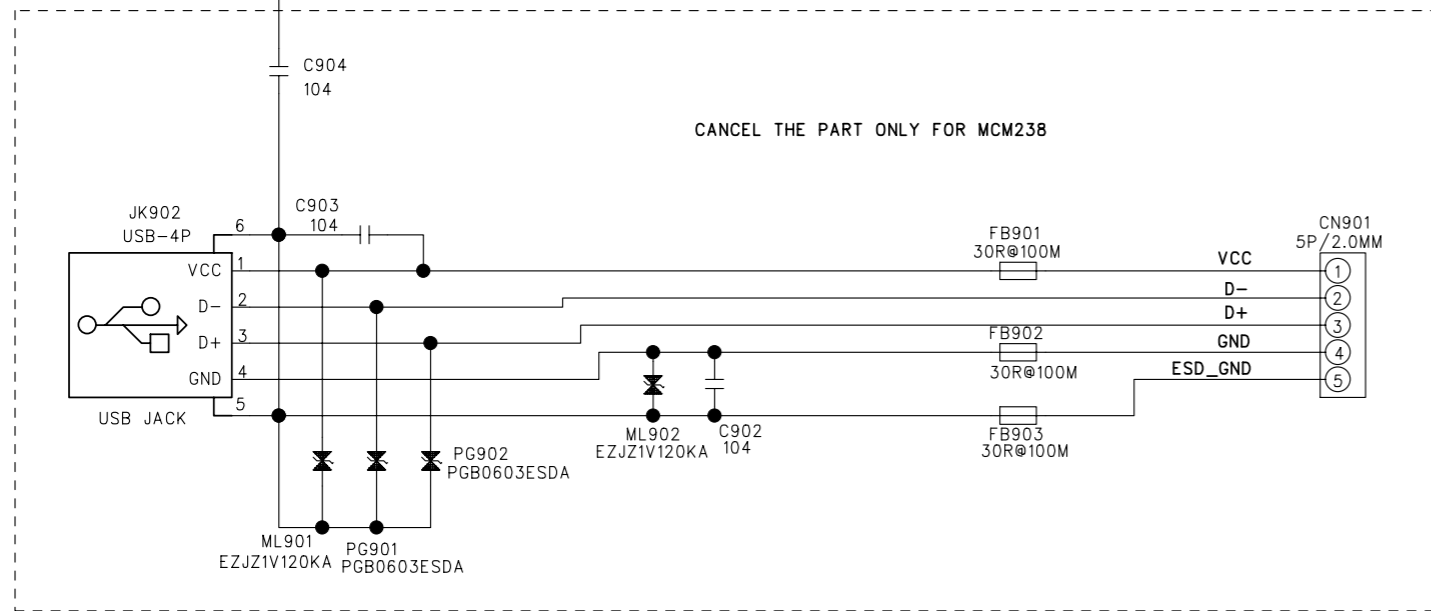 C904
104
CANCEL THE PART ONLY FOR MCM238
JK902
USB-4P
C903
104
6
VCC 1
D- 2
D+ 3
GND 4
5
USB JACK
FB901
30R@100M
CN901
5P/2.0MM
VCC 1
D- 2
D+ 3
FB902
30R@100M
GND 4
ESD_GND 5
FB903
30R@100M
ML902
EZJZ1V120KA
C902
104
PG902
PGB0603ESDA
ML901
EZJZ1V120KA
PG901
PGB0603ESDA